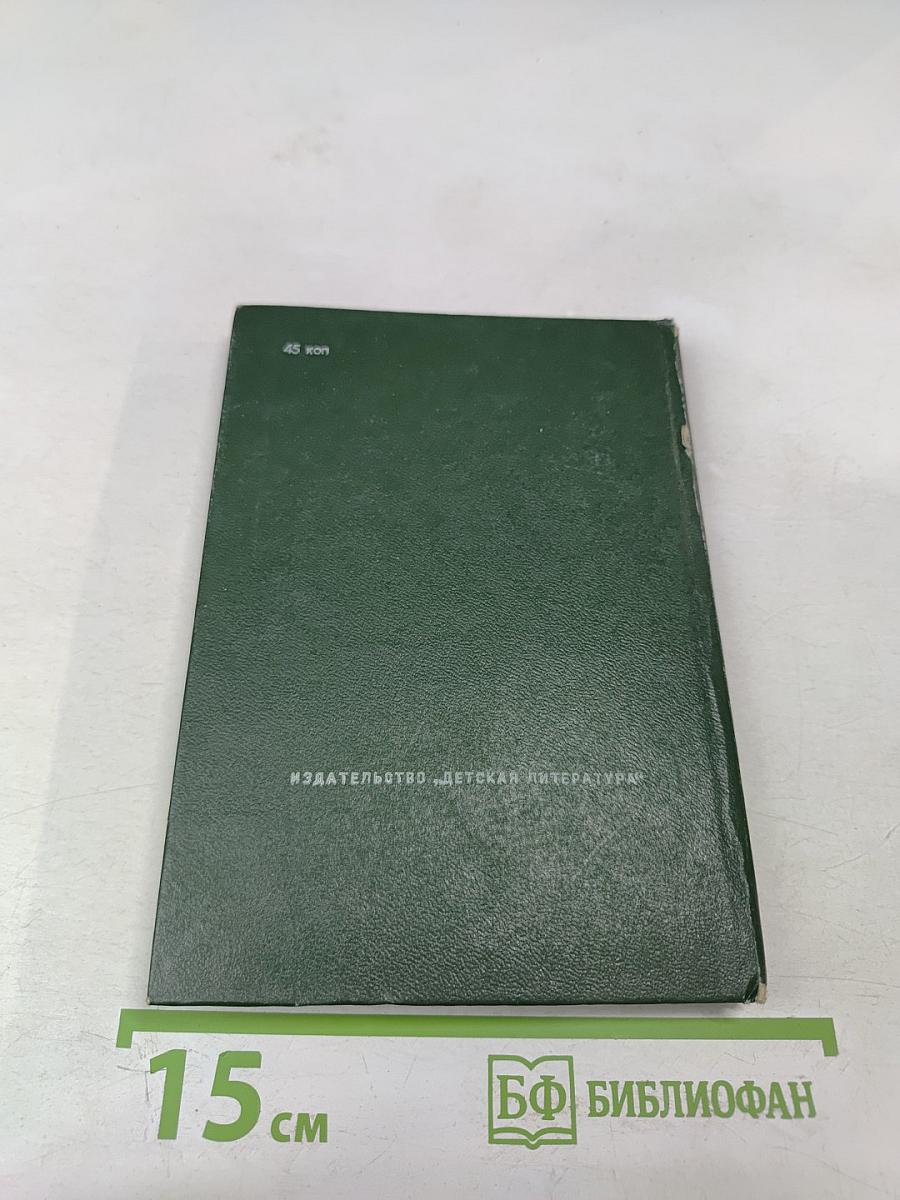 45 коп
ИЗДАТЕЛЬСТВО „ДЕТСКАЯ ЛИТЕРАТУРА"
15 см
БФ БИБЛИОФАН